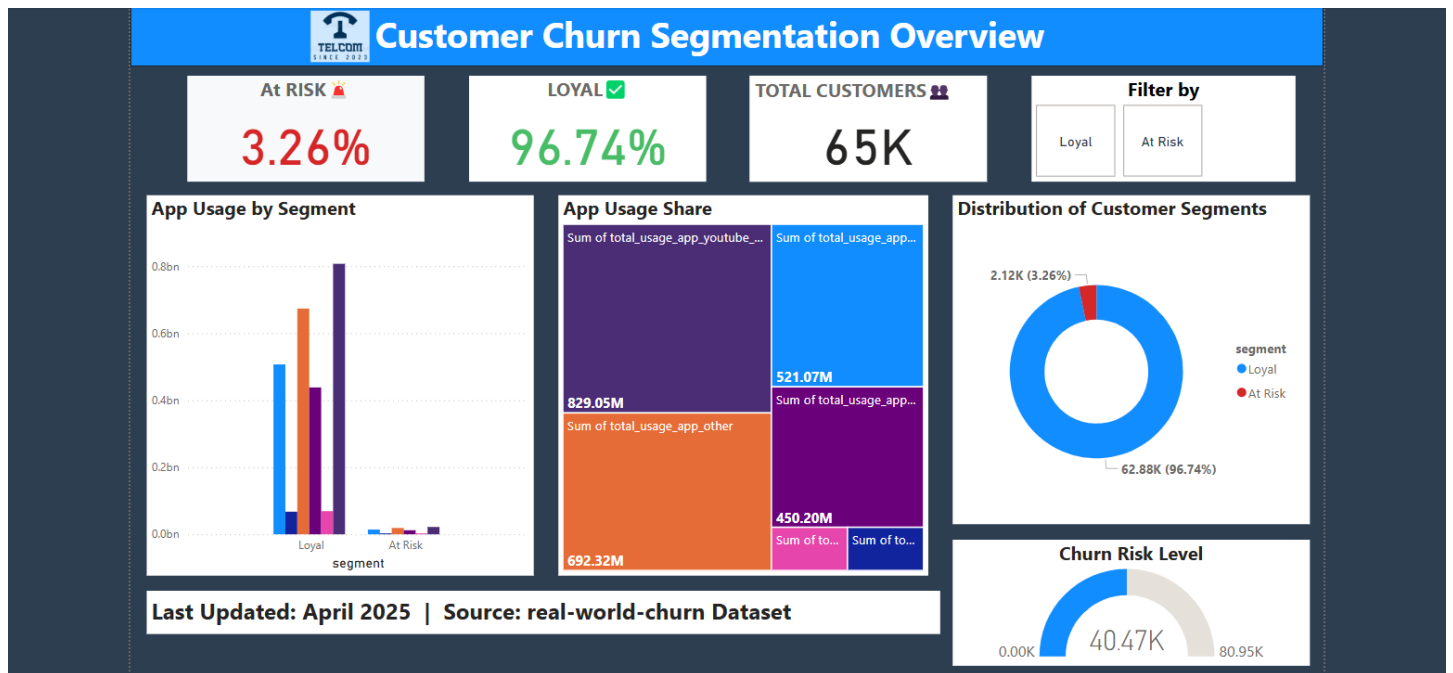 TELCOM
SINCE 2023
Customer Churn Segmentation Overview
At RISK
3.26%
LOYAL
96.74%
TOTAL CUSTOMERS
65K
Filter by
Loyal
At Risk
App Usage by Segment
0.8bn
0.6bn
0.4bn
0.2bn
0.0bn
Loyal
At Risk
segment
App Usage Share
Sum of total_usage_app_youtube_...
829.05M
Sum of total_usage_app...
521.07M
Sum of total_usage_app_other
692.32M
Sum of total_usage_app...
450.20M
Sum of to...
Sum of to...
Distribution of Customer Segments
2.12K (3.26%)
62.88K (96.74%)
segment
Loyal
At Risk
Churn Risk Level
0.00K
40.47K
80.95K
Last Updated: April 2025 | Source: real-world-churn Dataset